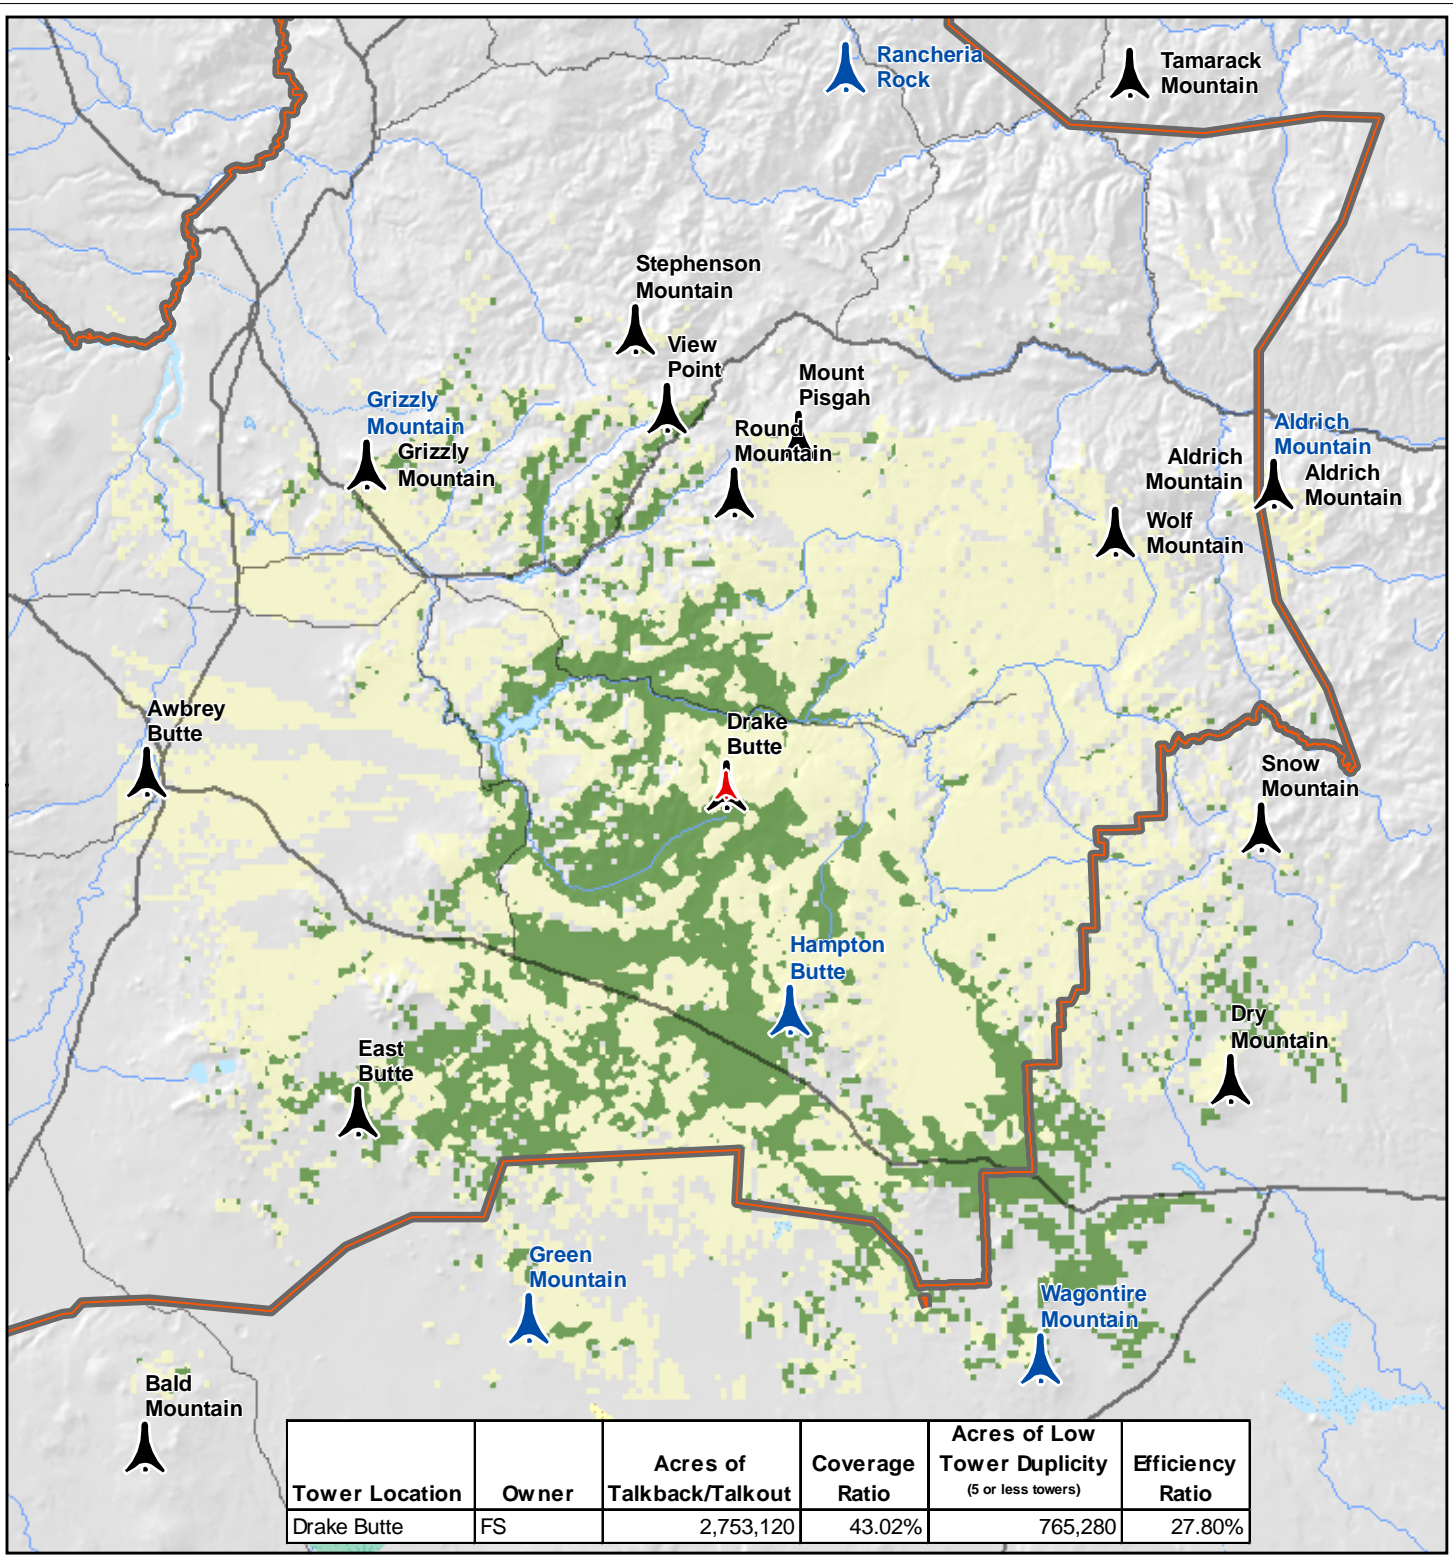 Rancheria
Rock
Tamarack
Mountain
Stephenson
Mountain
View
Point
Mount
Pisgah
Grizzly
Mountain
Grizzly
Mountain
Round
Mountain
Aldrich
Mountain
Aldrich
Mountain
Aldrich
Mountain
Wolf
Mountain
Awbrey
Butte
Drake
Butte
Snow
Mountain
Hampton
Butte
Dry
Mountain
East
Butte
Green
Mountain
Wagontire
Mountain
Bald
Mountain
Tower Location
Owner
Acres of
Talkback/Talkout
Coverage
Ratio
Acres of Low
Tower Duplicity
(5 or less towers)
Efficiency
Ratio
Drake Butte FS 2,753,120 43.02% 765,280 27.80%